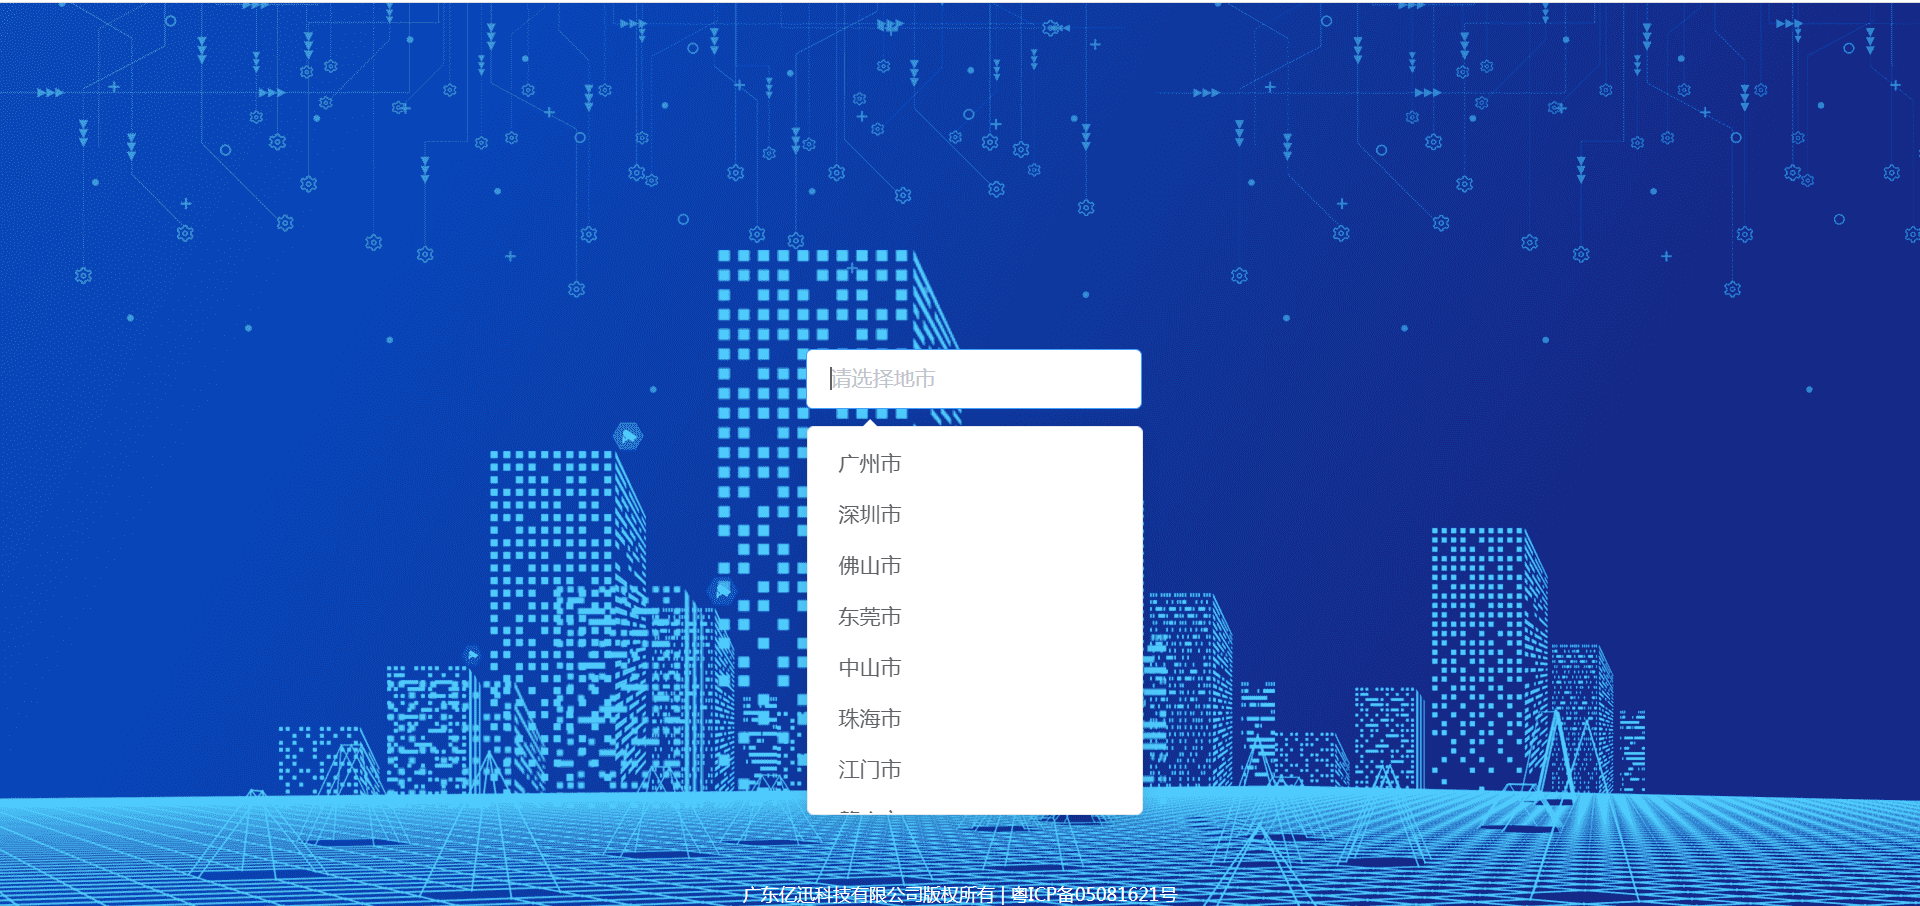 请选择地市
广州市
深圳市
佛山市
东莞市
中山市
珠海市
江门市
广东亿迅科技有限公司版权所有 | 粤ICP备05081621号